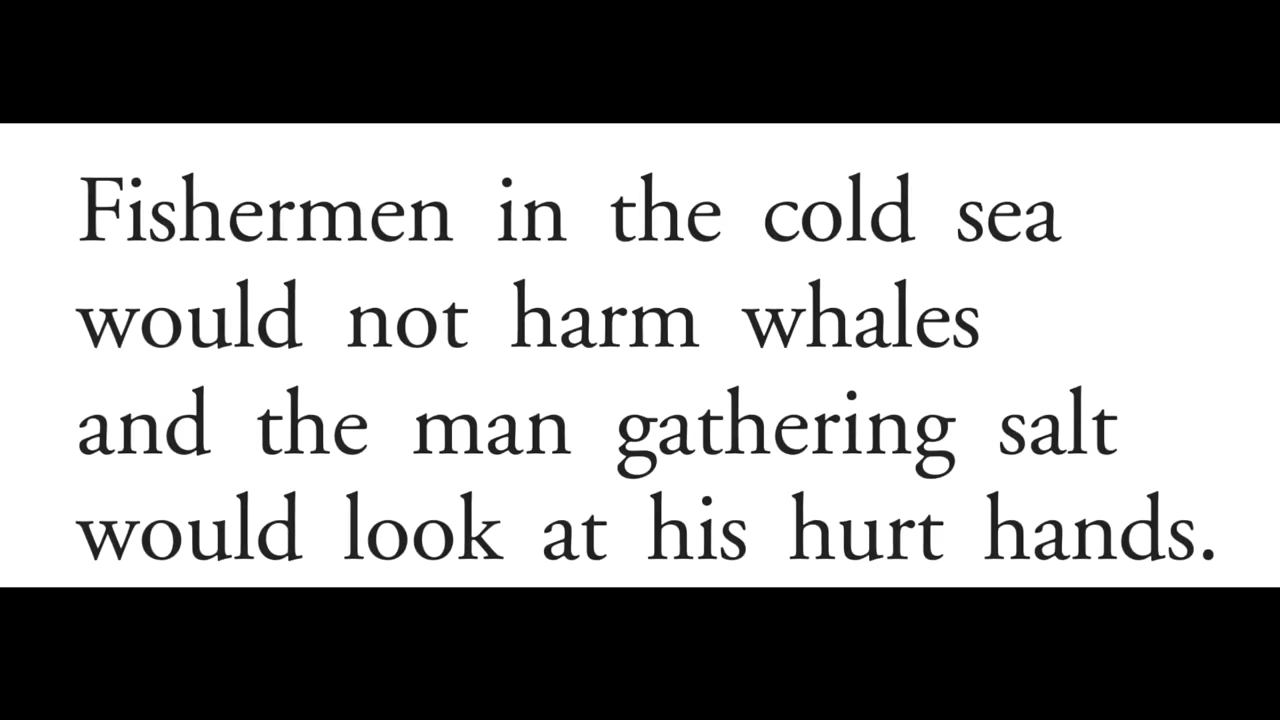 Fishermen in the cold sea
would not harm whales
and the man gathering salt
would look at his hurt hands.